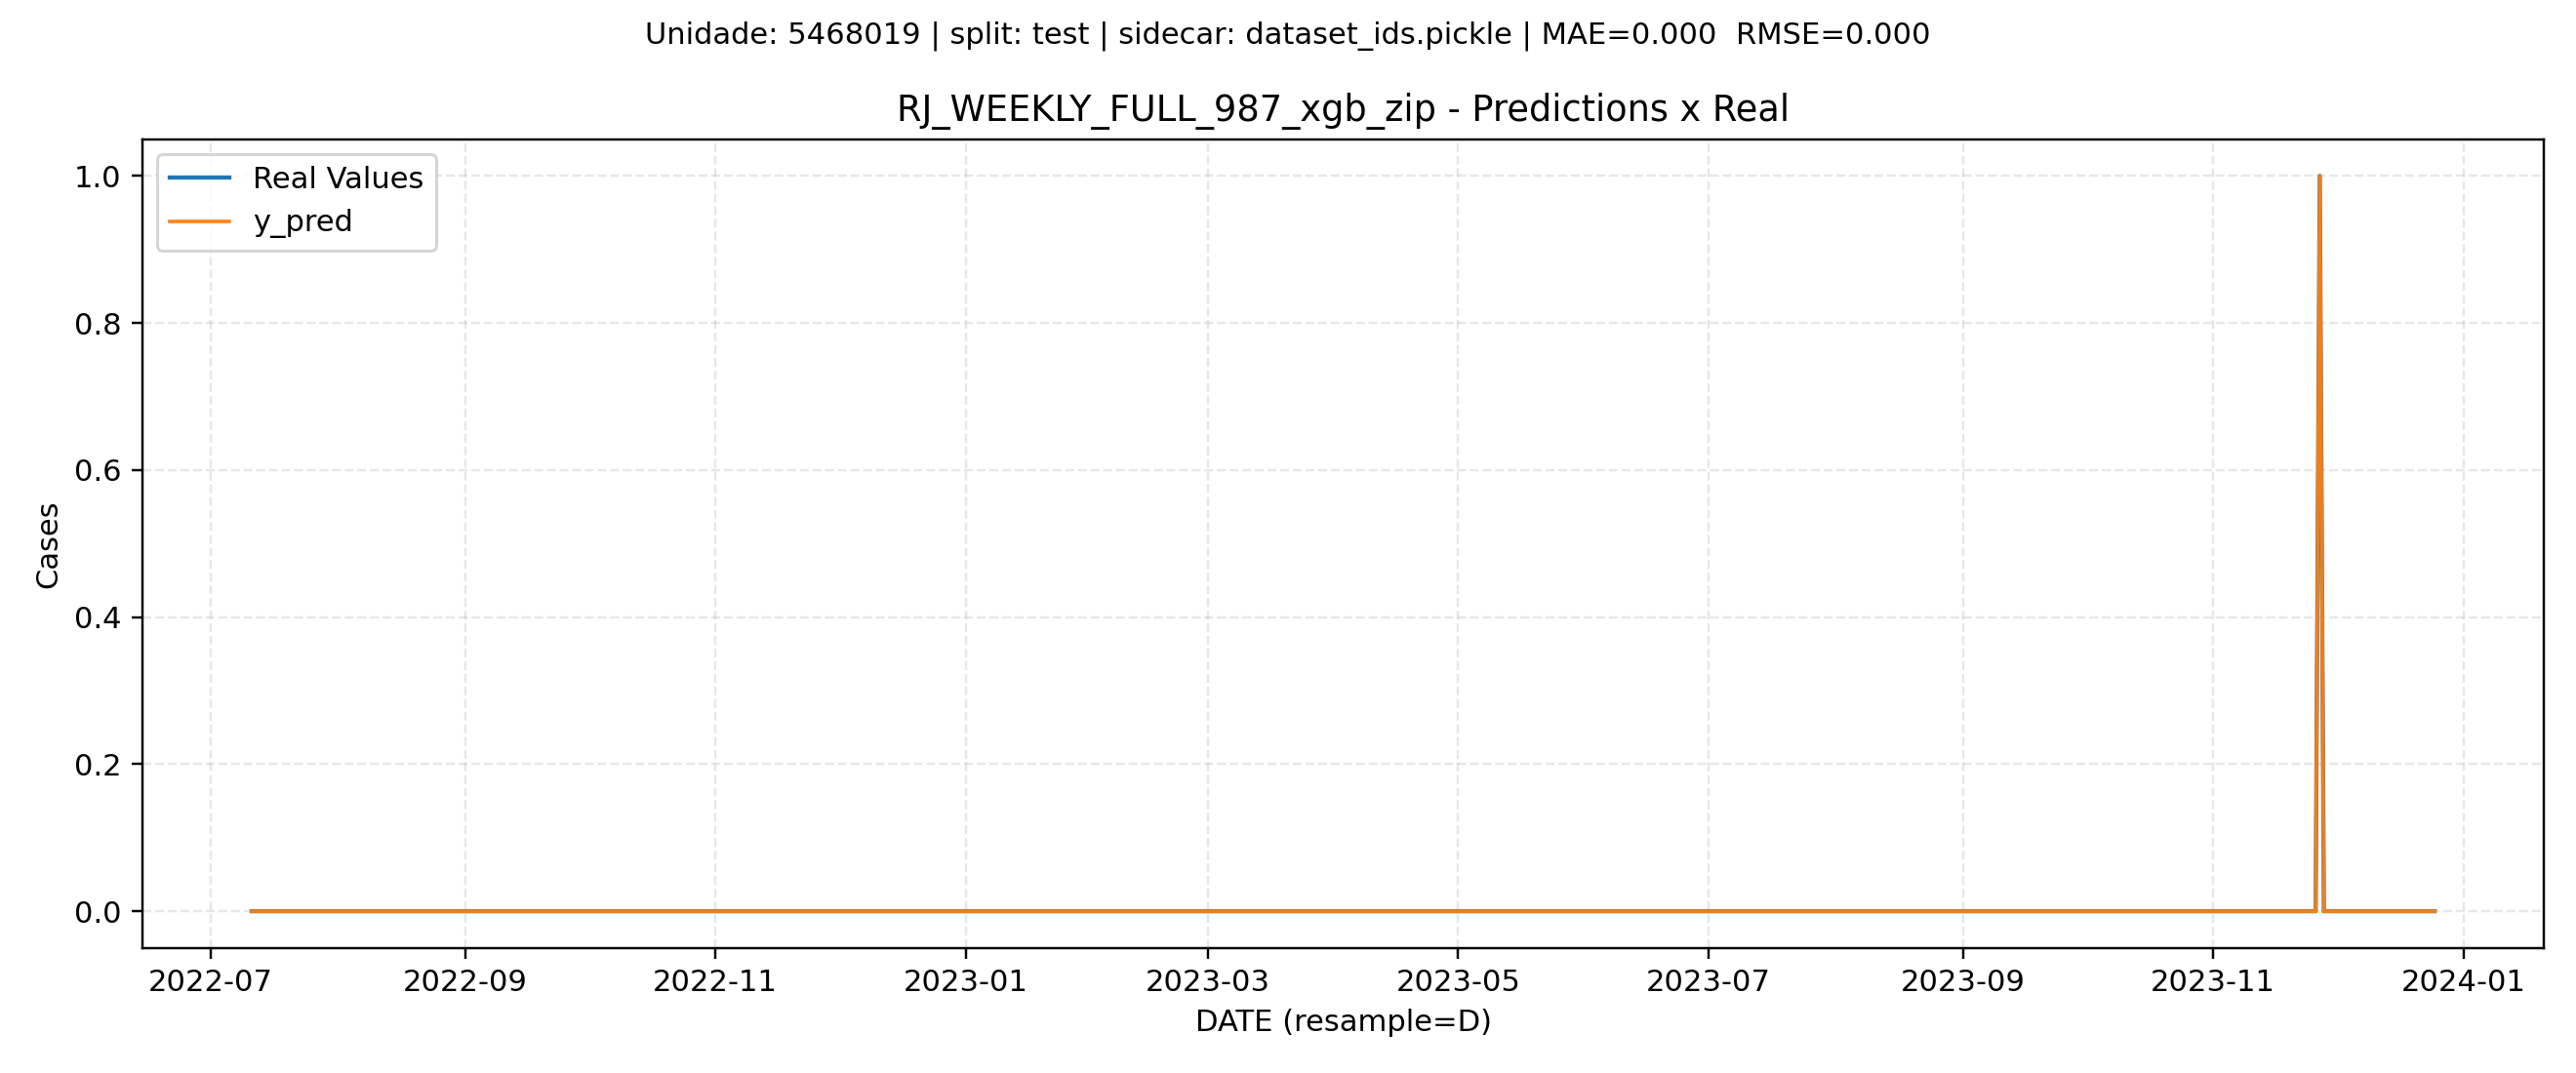 Unidade: 5468019 | split: test | sidecar: dataset_ids.pickle | MAE=0.000  RMSE=0.000
RJ_WEEKLY_FULL_987_xgb_zip - Predictions x Real
Real Values
y_pred
1.0
0.8
0.6
0.4
0.2
0.0
Cases
2022-07 2022-09 2022-11 2023-01 2023-03 2023-05 2023-07 2023-09 2023-11 2024-01
DATE (resample=D)